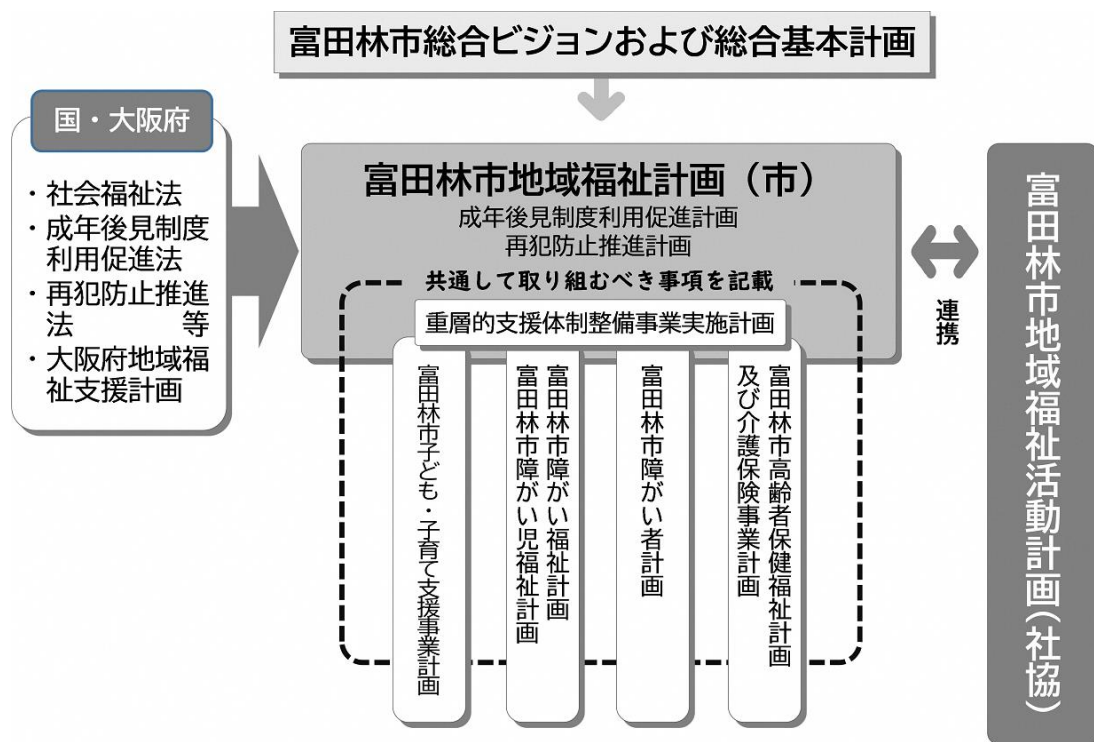 富田林市総合ビジョンおよび総合基本計画
国・大阪府
・社会福祉法
・成年後見制度
利用促進法
・再犯防止推進
法 等
・大阪府地域福
祉支援計画
富田林市地域福祉計画（市）
成年後見制度利用促進計画
再犯防止推進計画
共通して取り組むべき事項を記載
重層的支援体制整備事業実施計画
富田林市子ども・子育て支援事業計画
富田林市障がい福祉計画
富田林市障がい児福祉計画
富田林市障がい者計画
富田林市高齢者保健福祉計画
及び介護保険事業計画
連携
富田林市地域福祉活動計画（社協）